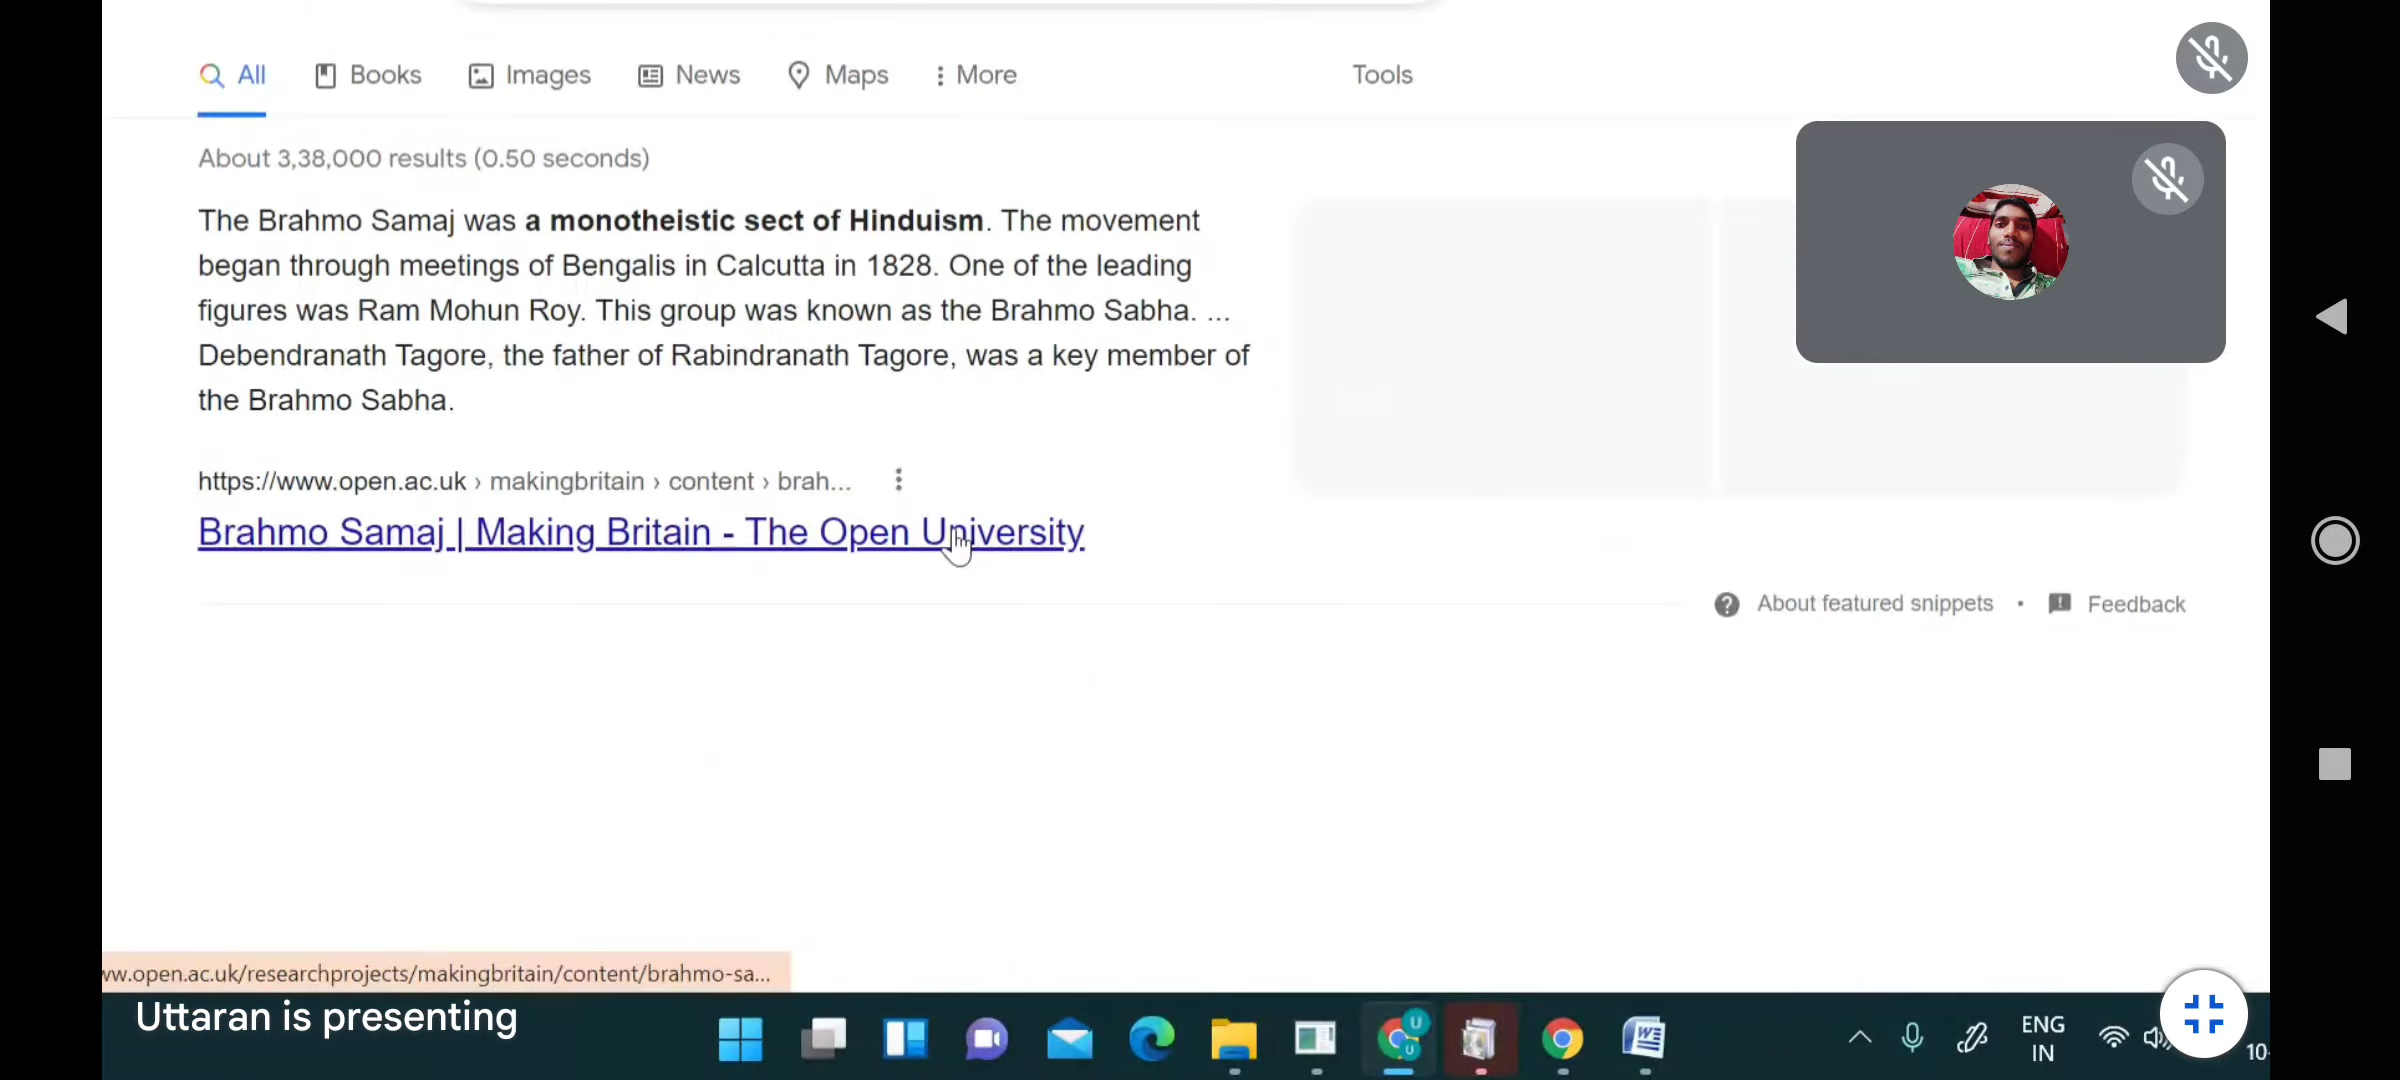 All Books Images News Maps More Tools
About 3,38,000 results (0.50 seconds)
The Brahmo Samaj was a monotheistic sect of Hinduism. The movement
began through meetings of Bengalis in Calcutta in 1828. One of the leading
figures was Ram Mohun Roy. This group was known as the Brahmo Sabha. ...
Debendranath Tagore, the father of Rabindranath Tagore, was a key member of
the Brahmo Sabha.
https://www.open.ac.uk › makingbritain › content › brah...
Brahmo Samaj | Making Britain - The Open University
About featured snippets • Feedback
ww.open.ac.uk/researchprojects/makingbritain/content/brahmo-sa...
Uttaran is presenting
U
U
W
ENG
IN
10-